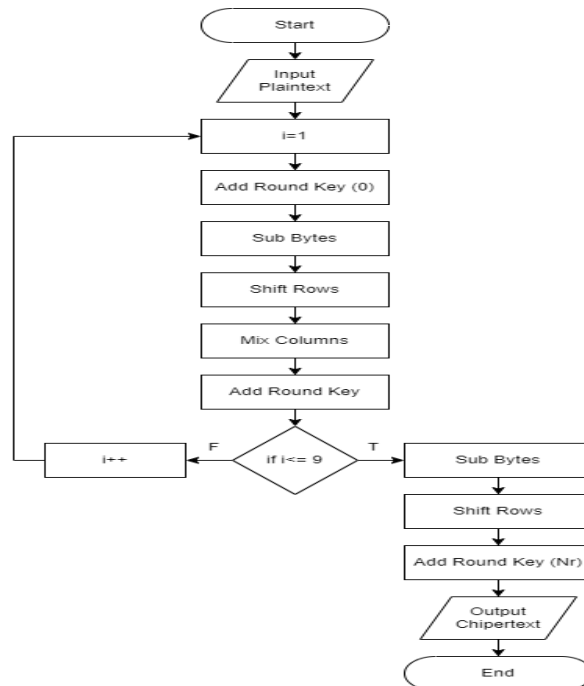 Start
Input
Plaintext
i=1
Add Round Key (0)
Sub Bytes
Shift Rows
Mix Columns
Add Round Key
if i<= 9
F
T
i++
Sub Bytes
Shift Rows
Add Round Key (Nr)
Output
Chipertext
End